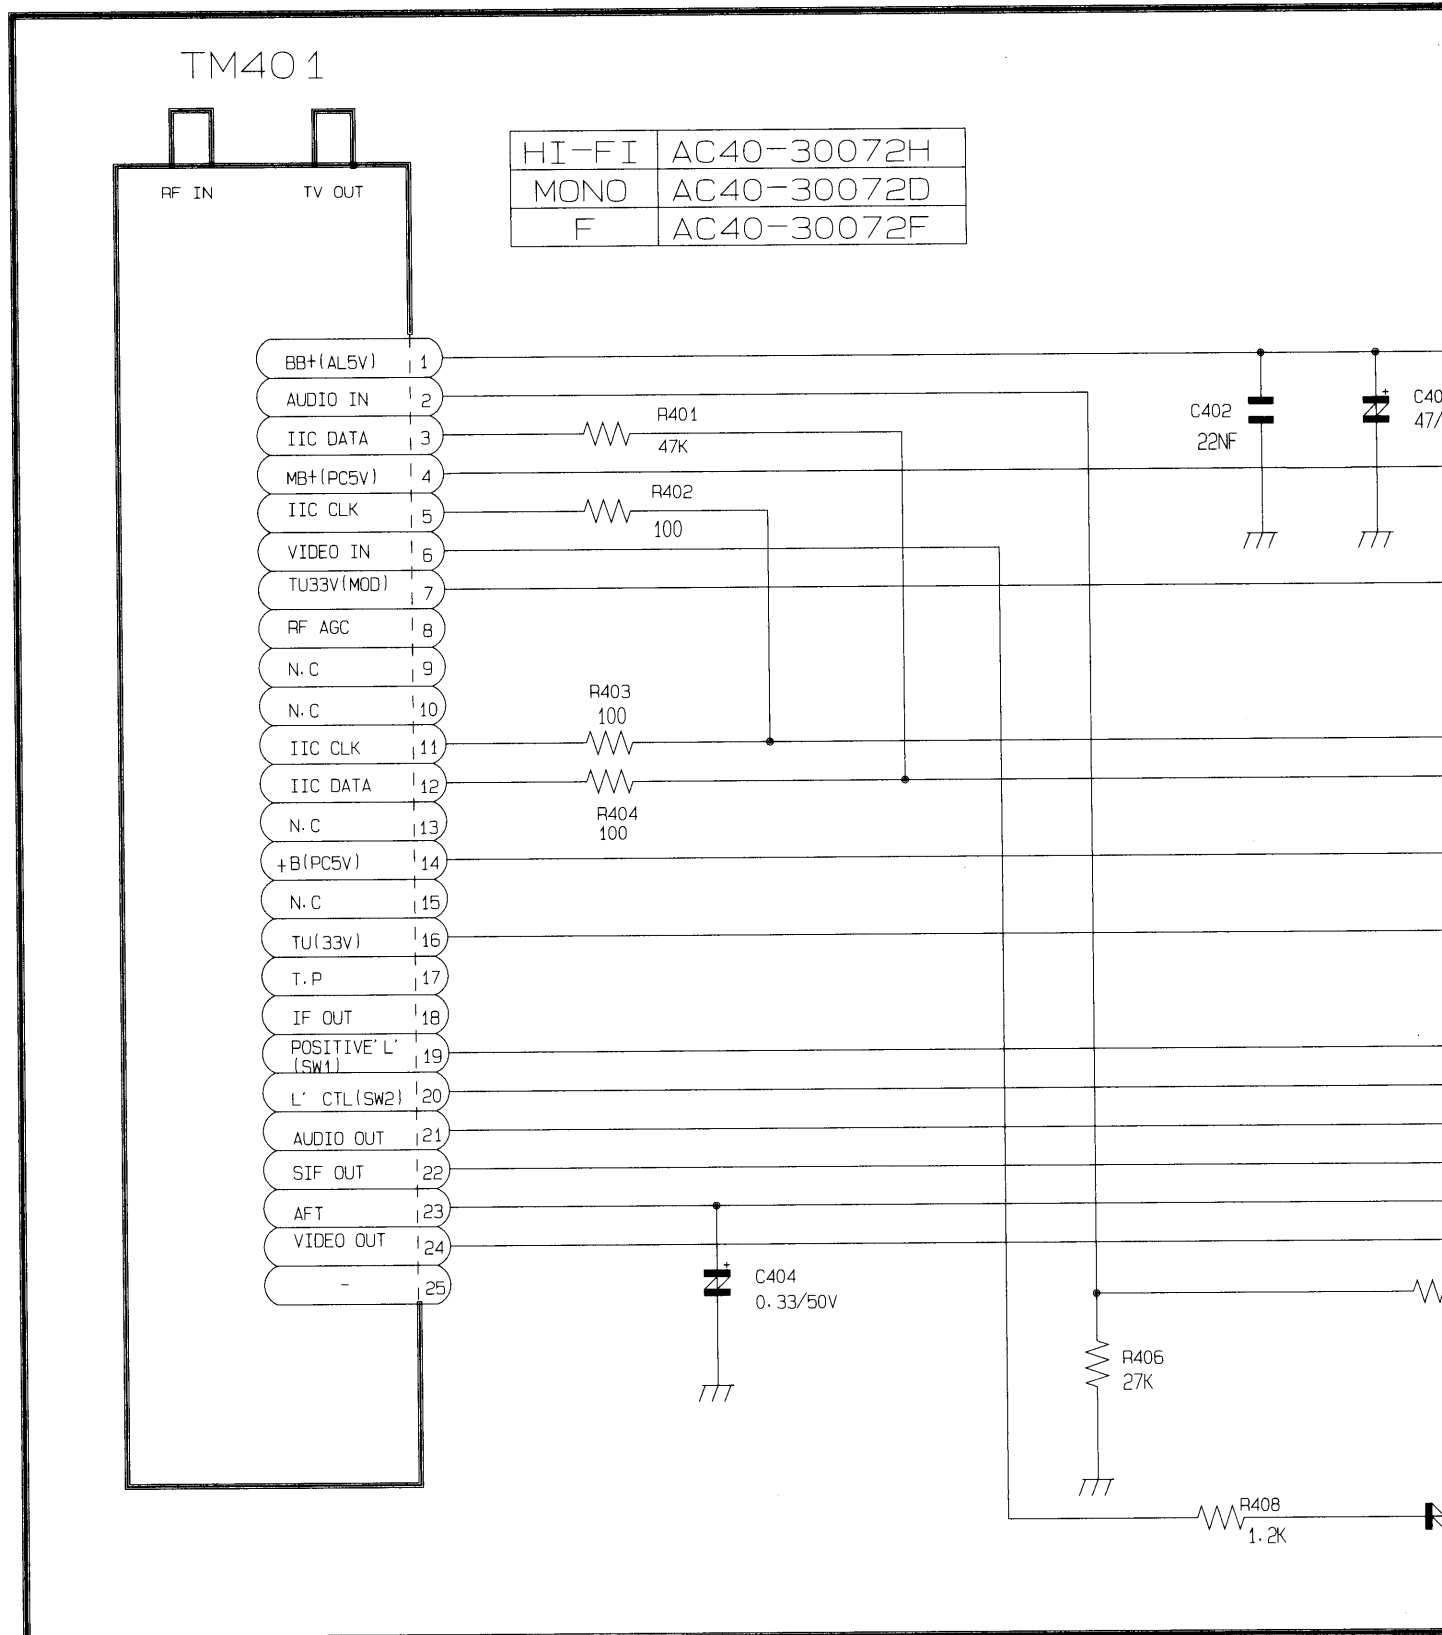 TM401
RF IN TV OUT
HI-FI AC40-30072H
MONO AC40-30072D
F AC40-30072F
BB+(AL5V) 1
AUDIO IN 2
IIC DATA 3
MB+(PC5V) 4
IIC CLK 5
VIDEO IN 6
TU33V(MOD) 7
RF AGC 8
N.C 9
N.C 10
IIC CLK 11
IIC DATA 12
N.C 13
+B(PC5V) 14
N.C 15
TU(33V) 16
T.P 17
IF OUT 18
POSITIVE'L'
(SW1) 19
L' CTL(SW2) 20
AUDIO OUT 21
SIF OUT 22
AFT 23
VIDEO OUT 24
- 25
R401
47K
R402
100
R403
100
R404
100
C402
22NF
+
C40
47/
+
C404
0.33/50V
R406
27K
R408
1.2K